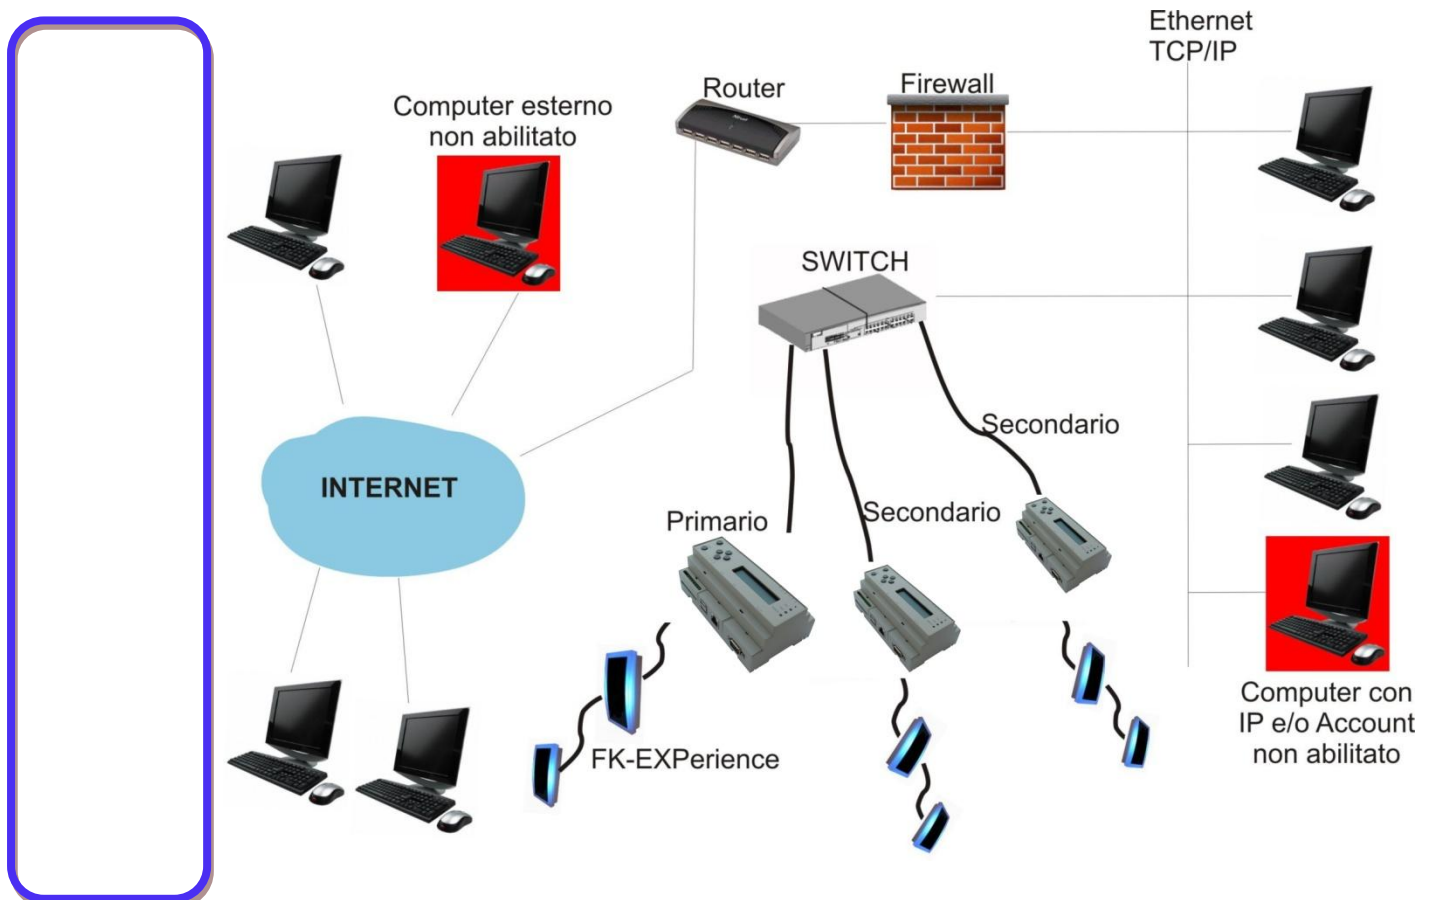 Ethernet
TCP/IP
Router
Firewall
Computer esterno
non abilitato
SWITCH
Secondario
INTERNET
Primario
Secondario
FK-EXPerience
Computer con
IP e/o Account
non abilitato